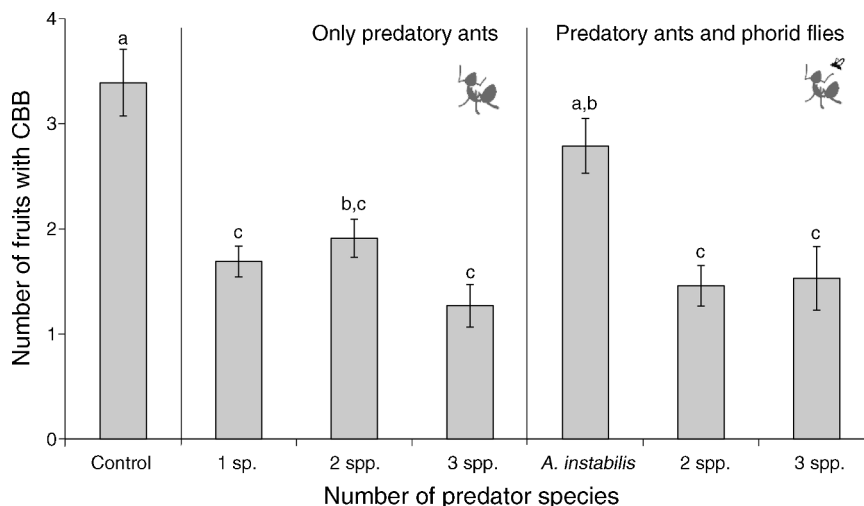 Number of fruits with CBB
4
3
2
1
0
Only predatory ants
Predatory ants and phorid flies
a
c
b,c
c
a,b
c
c
Control
1 sp.
2 spp.
3 spp.
A. instabilis
2 spp.
3 spp.
Number of predator species